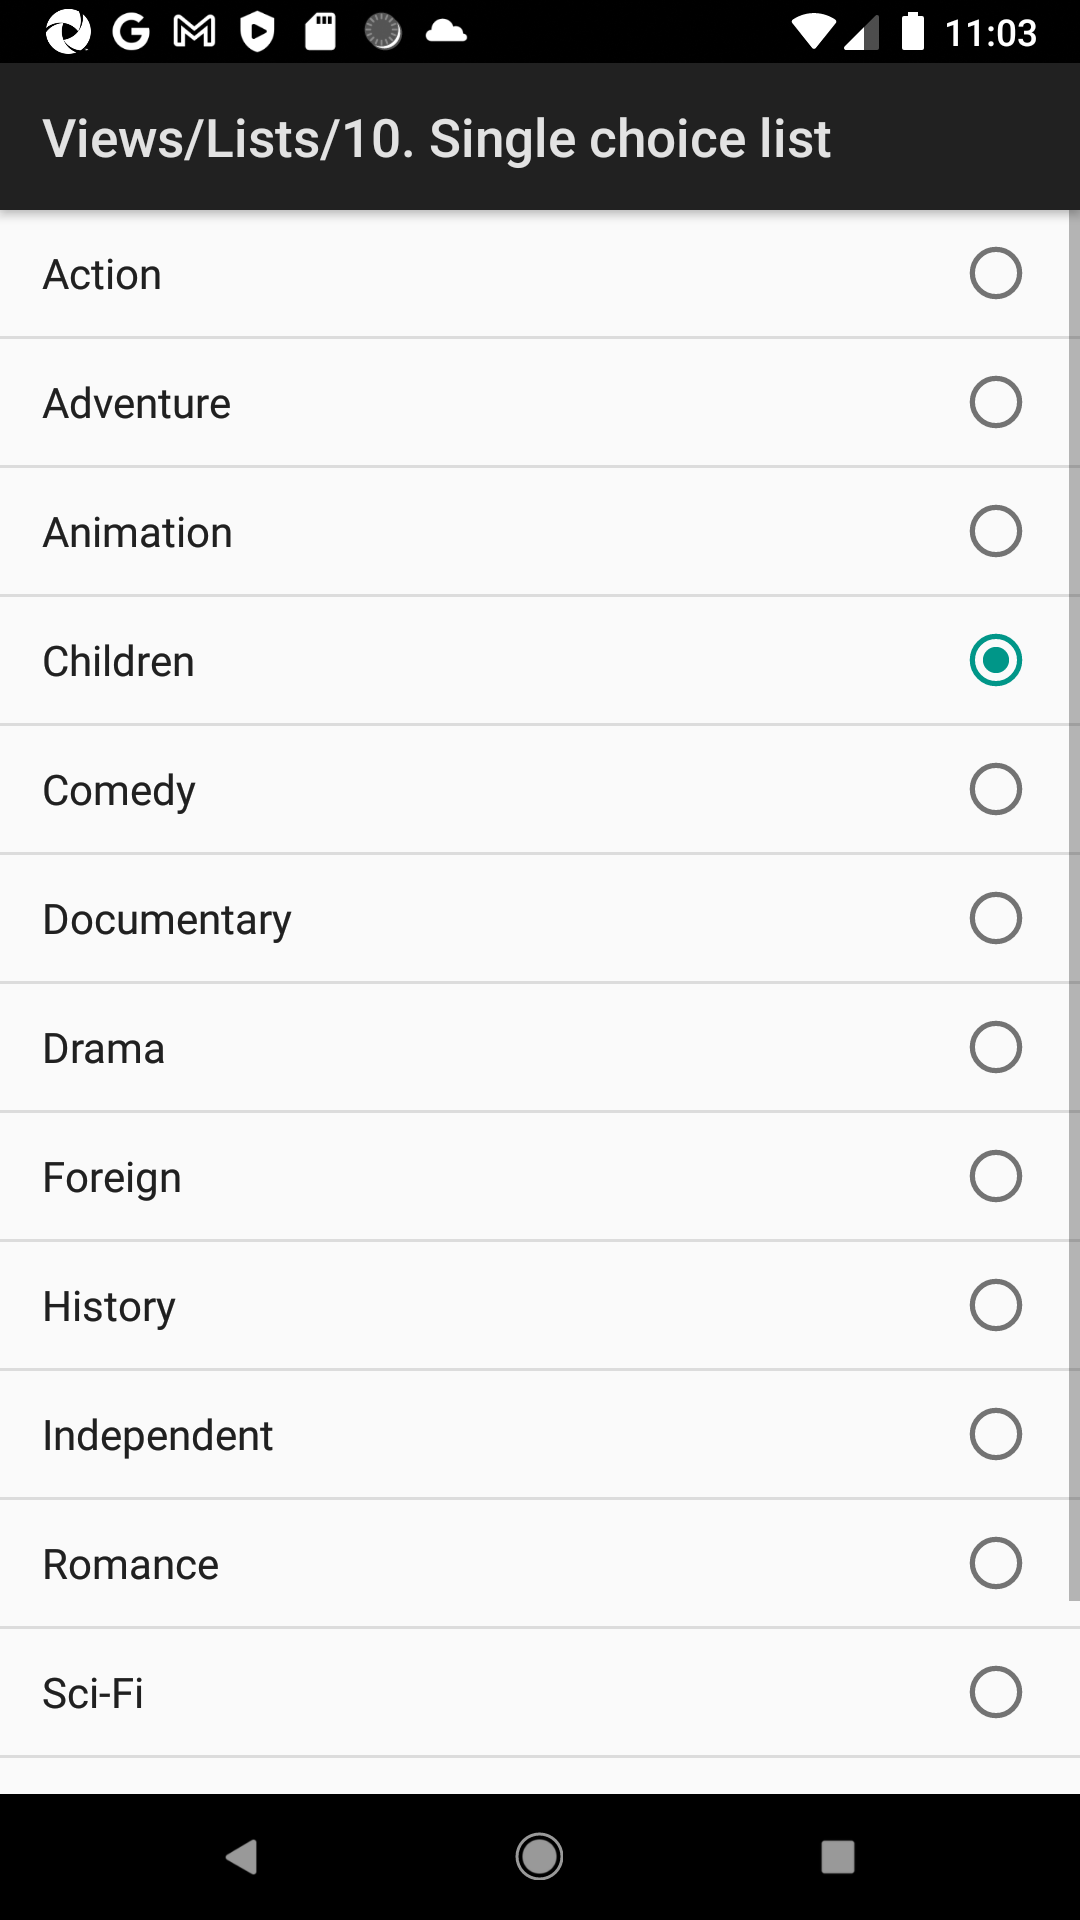 11:03
Views/Lists/10. Single choice list
Action
Adventure
Animation
Children
Comedy
Documentary
Drama
Foreign
History
Independent
Romance
Sci-Fi